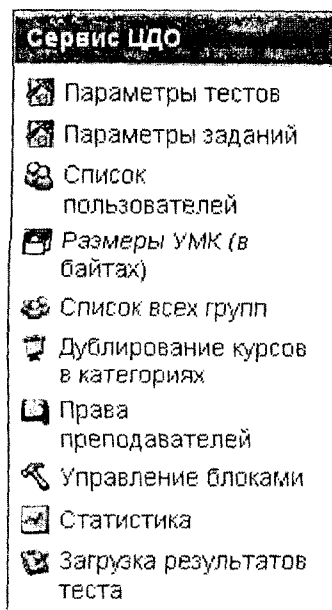 Сервис ЦДО
Параметры тестов
Параметры заданий
Список
пользователей
Размеры УМК (в
байтах)
Список всех групп
Дублирование курсов
в категориях
Права
преподавателей
Управление блоками
Статистика
Загрузка результатов
теста